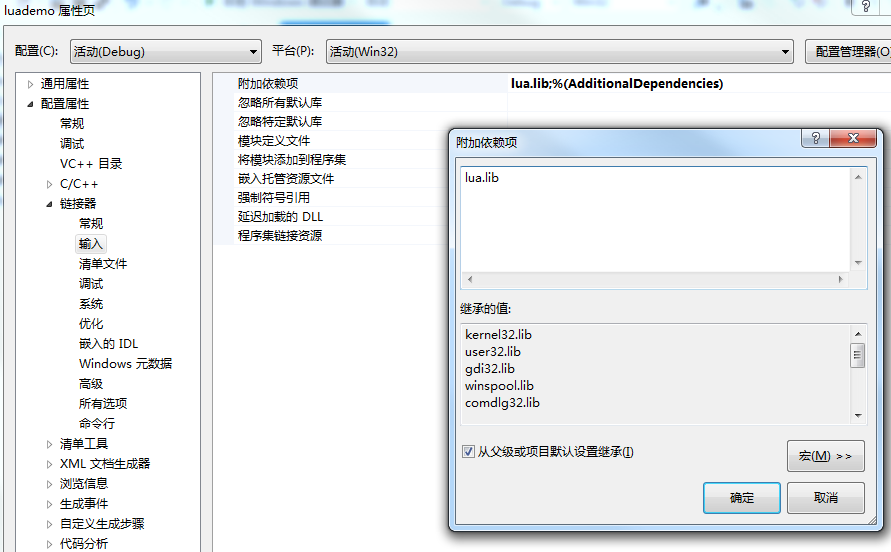 luademo 属性页
配置(C): 活动(Debug) 平台(P): 活动(Win32) 配置管理器(O)
通用属性
配置属性
常规
调试
VC++ 目录
C/C++
链接器
常规
输入
清单文件
调试
系统
优化
嵌入的 IDL
Windows 元数据
高级
所有选项
命令行
清单工具
XML 文档生成器
浏览信息
生成事件
自定义生成步骤
代码分析
附加依赖项 lua.lib;%(AdditionalDependencies)
忽略所有默认库
忽略特定默认库
模块定义文件
将模块添加到程序集
嵌入托管资源文件
强制符号引用
延迟加载的 DLL
程序集链接资源
附加依赖项
lua.lib
继承的值:
kernel32.lib
user32.lib
gdi32.lib
winspool.lib
comdlg32.lib
从父级或项目默认设置继承(I)
宏(M) >>
确定 取消